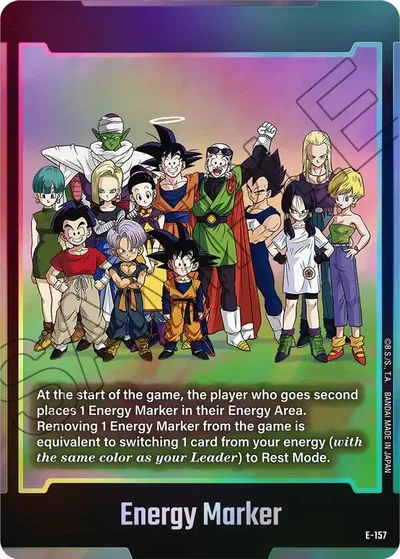 SAMPLE
At the start of the game, the player who goes second
places 1 Energy Marker in their Energy Area.
Removing 1 Energy Marker from the game is
equivalent to switching 1 card from your energy (with
the same color as your Leader) to Rest Mode.
©B.S./S., T.A. BANDAI MADE IN JAPAN
Energy Marker
E-157